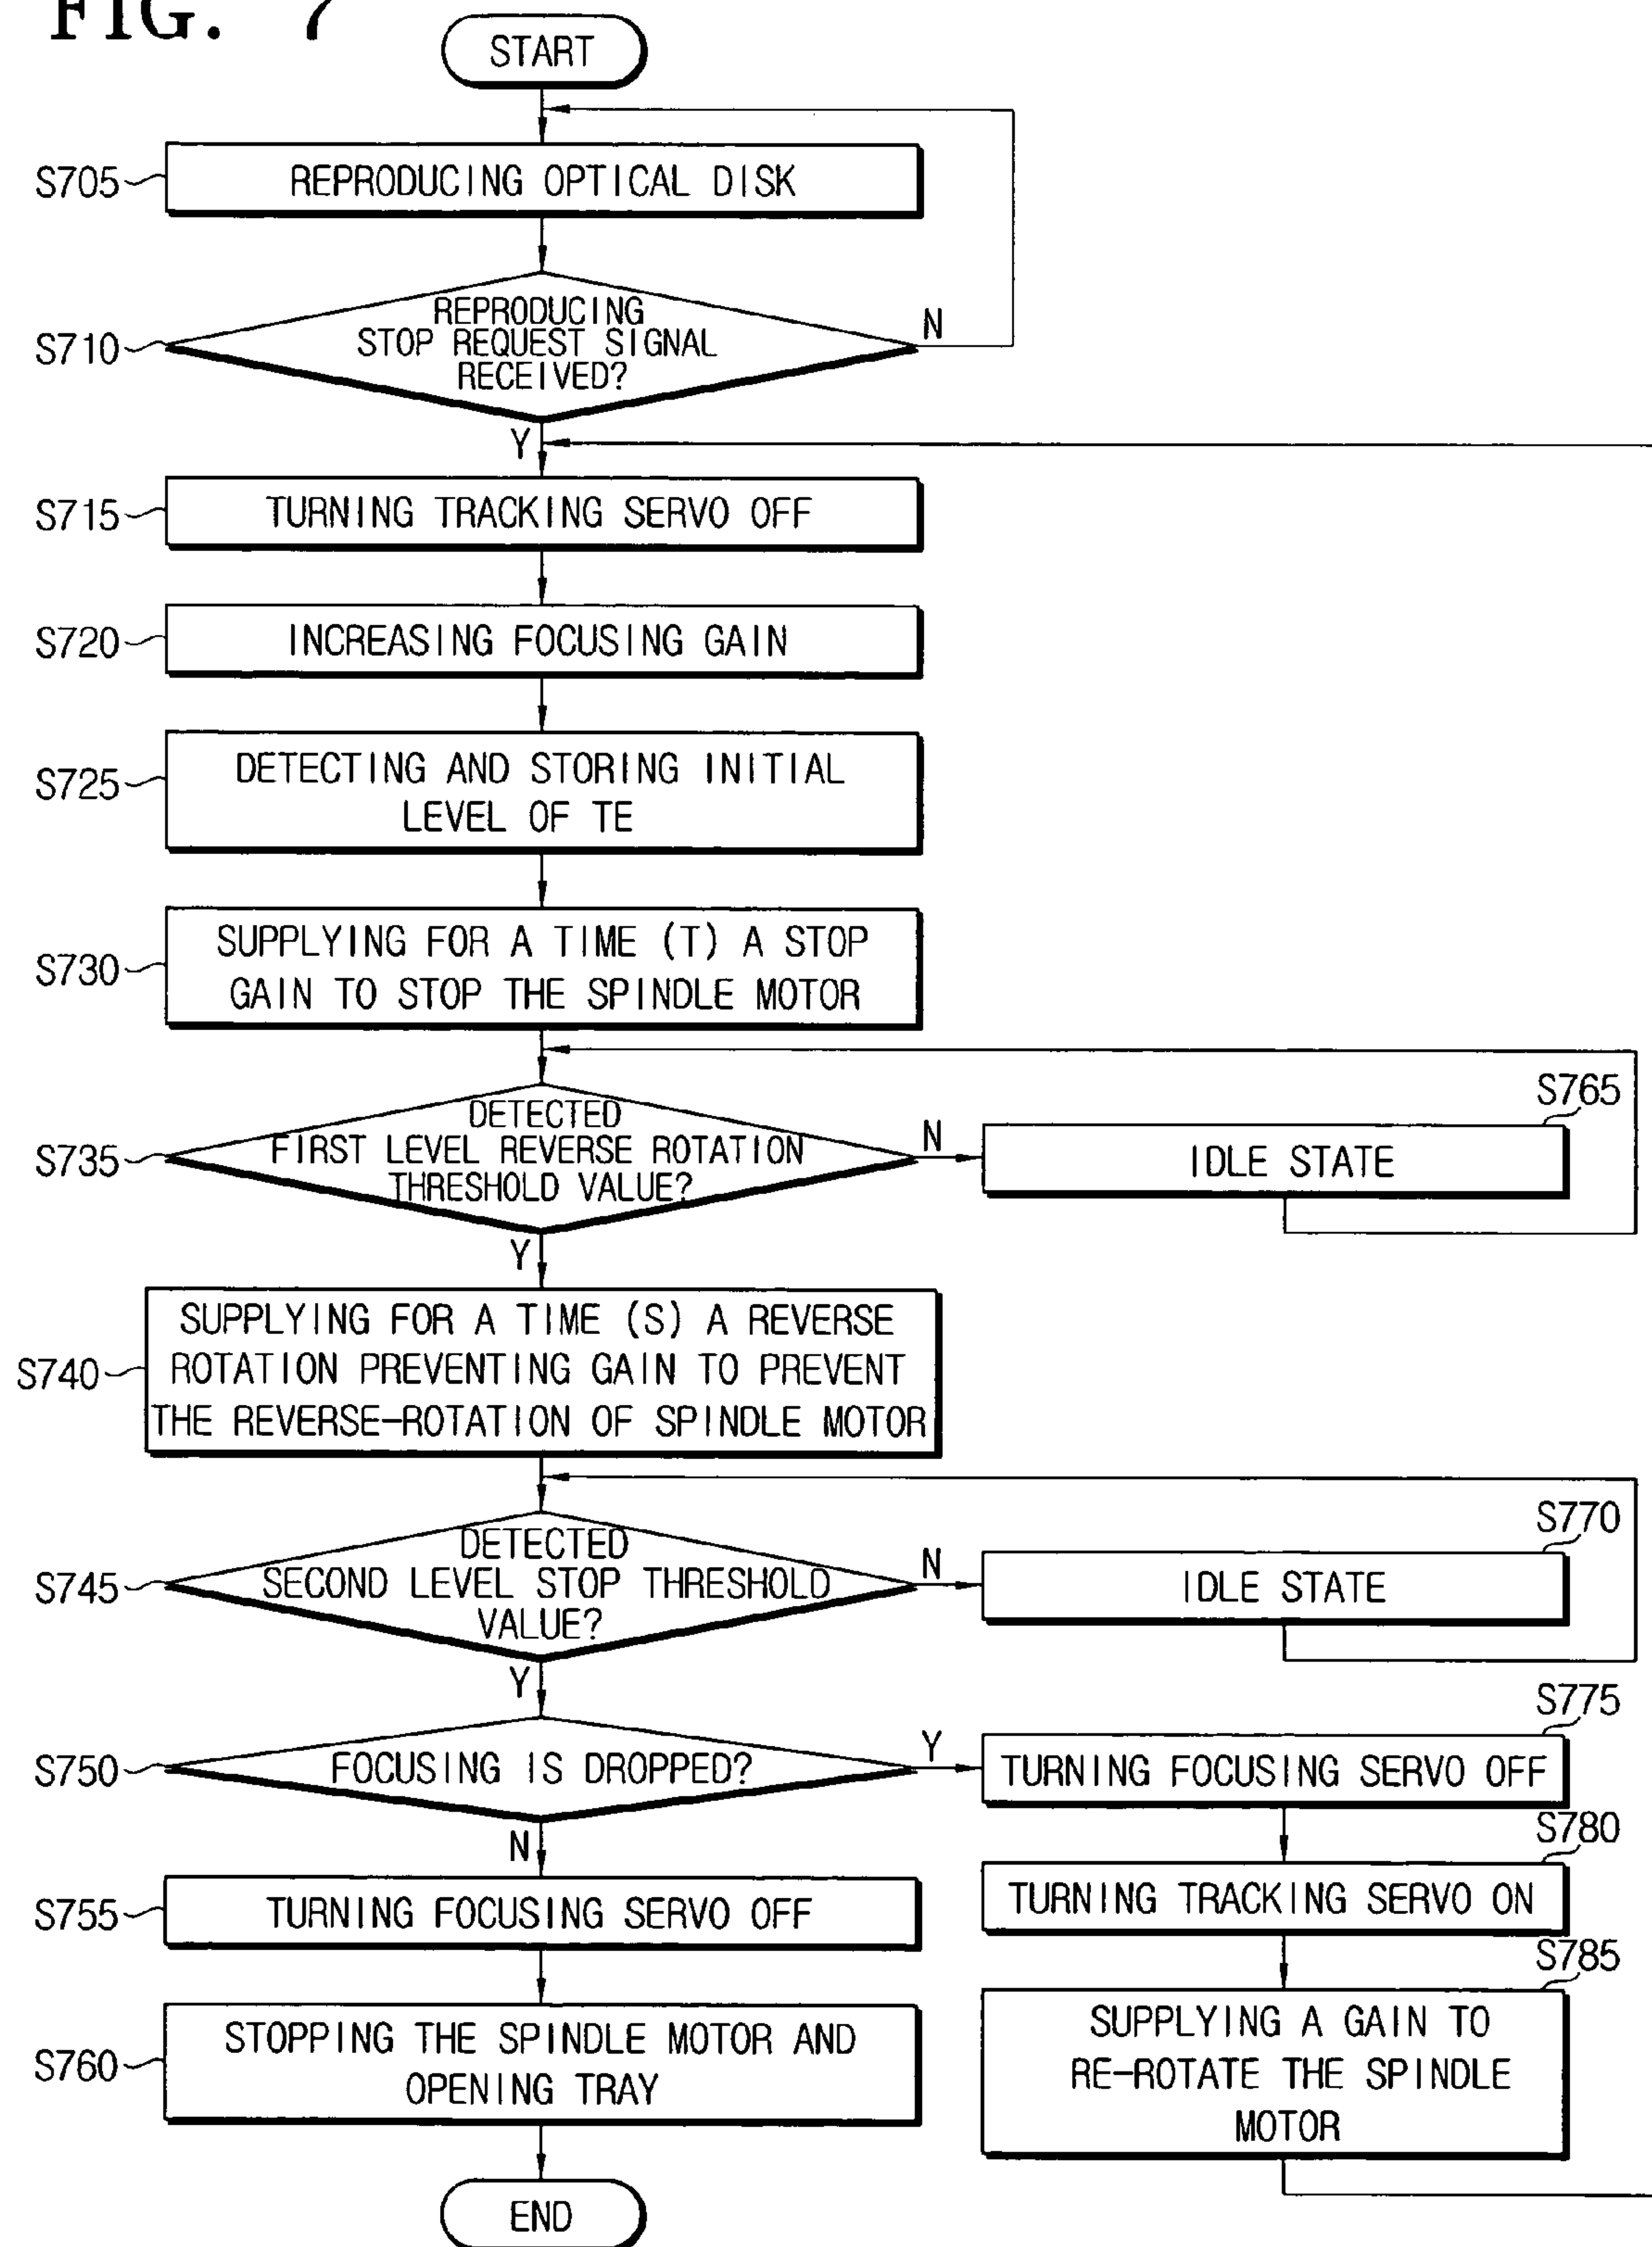 FIG. 7
START
S705
REPRODUCING OPTICAL DISK
S710
REPRODUCING
STOP REQUEST SIGNAL
RECEIVED?
N
Y
S715
TURNING TRACKING SERVO OFF
S720
INCREASING FOCUSING GAIN
S725
DETECTING AND STORING INITIAL
LEVEL OF TE
S730
SUPPLYING FOR A TIME (T) A STOP
GAIN TO STOP THE SPINDLE MOTOR
S735
DETECTED
FIRST LEVEL REVERSE ROTATION
THRESHOLD VALUE?
N
S765
IDLE STATE
Y
S740
SUPPLYING FOR A TIME (S) A REVERSE
ROTATION PREVENTING GAIN TO PREVENT
THE REVERSE-ROTATION OF SPINDLE MOTOR
S745
DETECTED
SECOND LEVEL STOP THRESHOLD
VALUE?
N
S770
IDLE STATE
Y
S750
FOCUSING IS DROPPED?
Y
S775
TURNING FOCUSING SERVO OFF
N
S780
TURNING TRACKING SERVO ON
S755
TURNING FOCUSING SERVO OFF
S785
SUPPLYING A GAIN TO
RE-ROTATE THE SPINDLE
MOTOR
S760
STOPPING THE SPINDLE MOTOR AND
OPENING TRAY
END